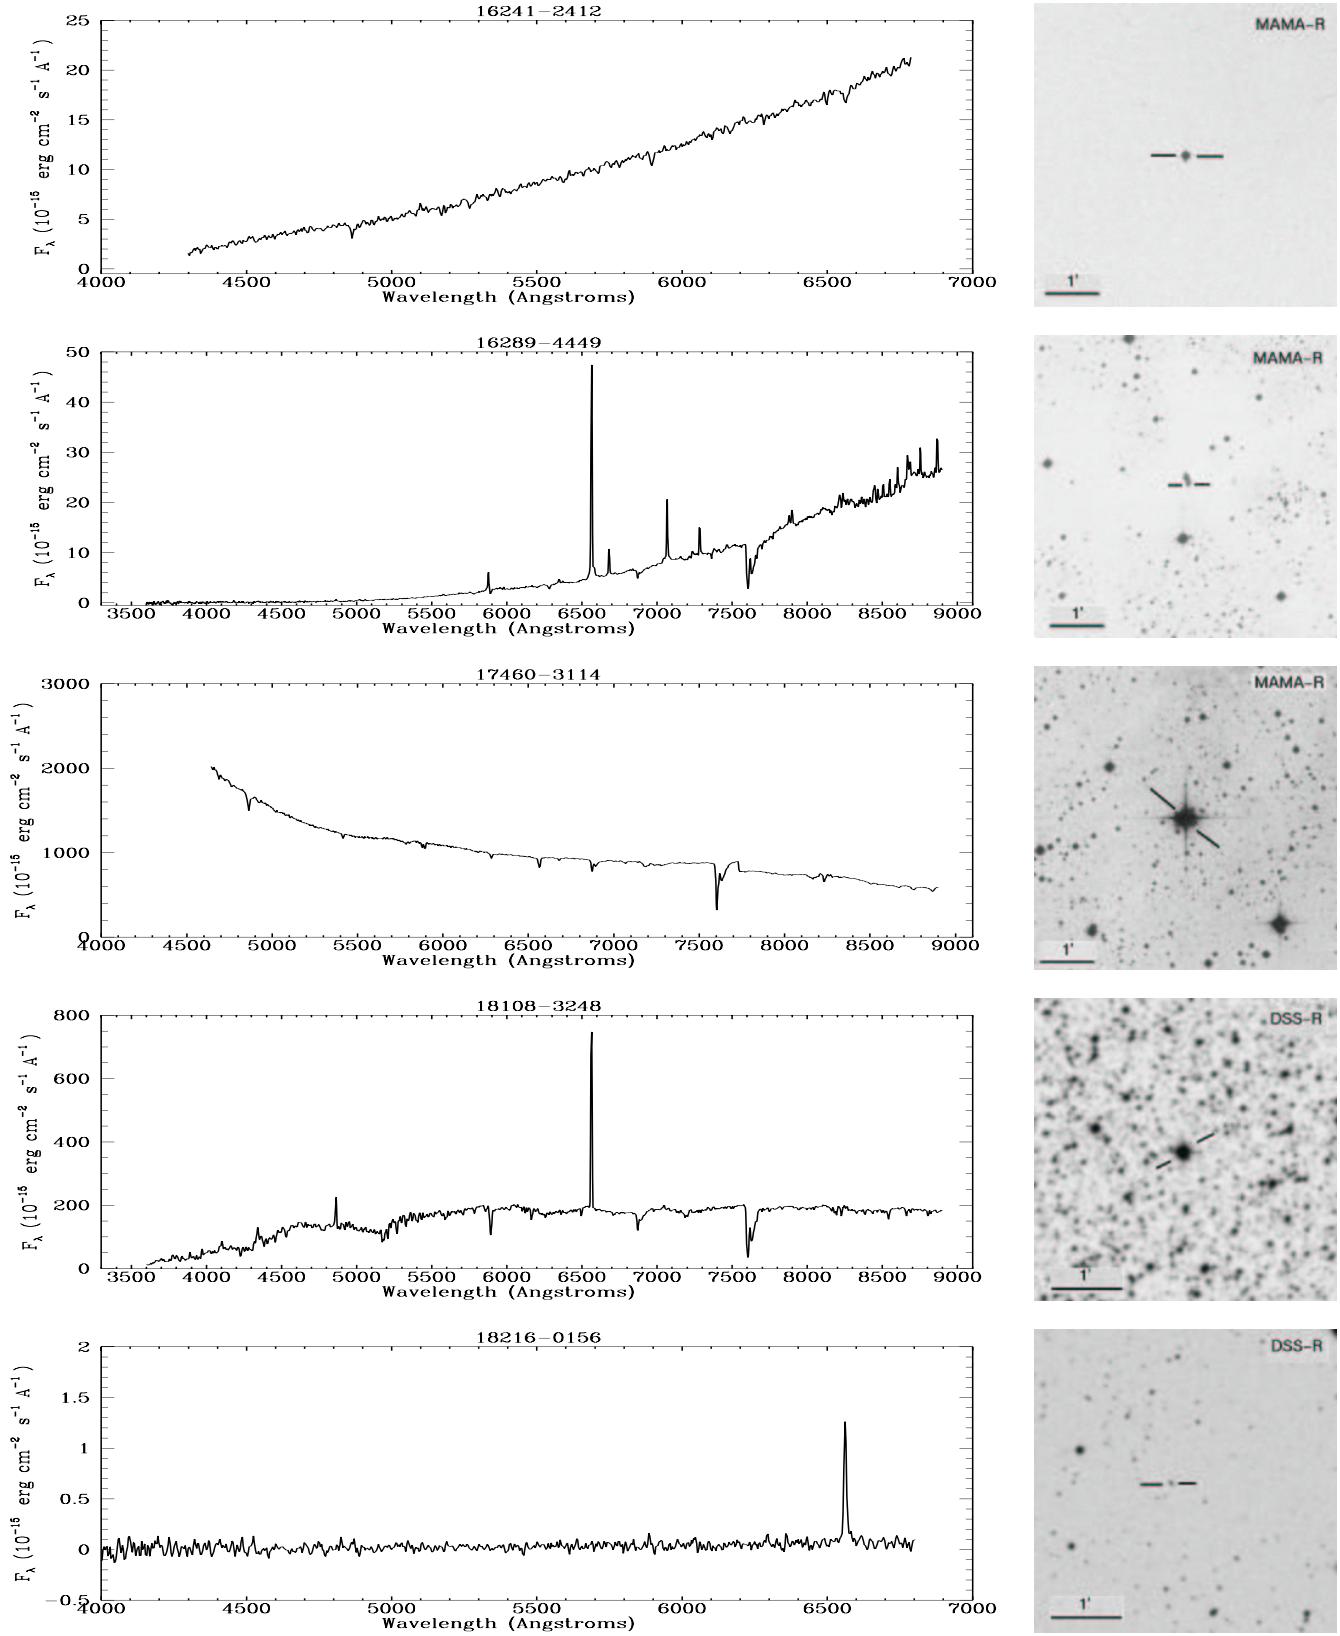 16241−2412
25
20
15
10
5
0
F_λ (10^−15 erg cm^−2 s^−1 A^−1)
4000 4500 5000 5500 6000 6500 7000
Wavelength (Angstroms)
MAMA-R
1'
16289−4449
50
40
30
20
10
0
F_λ (10^−15 erg cm^−2 s^−1 A^−1)
3500 4000 4500 5000 5500 6000 6500 7000 7500 8000 8500 9000
Wavelength (Angstroms)
MAMA-R
1'
17460−3114
3000
2000
1000
0
F_λ (10^−15 erg cm^−2 s^−1 A^−1)
4000 4500 5000 5500 6000 6500 7000 7500 8000 8500 9000
Wavelength (Angstroms)
MAMA-R
1'
18108−3248
800
600
400
200
0
F_λ (10^−15 erg cm^−2 s^−1 A^−1)
3500 4000 4500 5000 5500 6000 6500 7000 7500 8000 8500 9000
Wavelength (Angstroms)
DSS-R
1'
18216−0156
2
1.5
1
0.5
0
−0.5
F_λ (10^−15 erg cm^−2 s^−1 A^−1)
4000 4500 5000 5500 6000 6500 7000
Wavelength (Angstroms)
DSS-R
1'